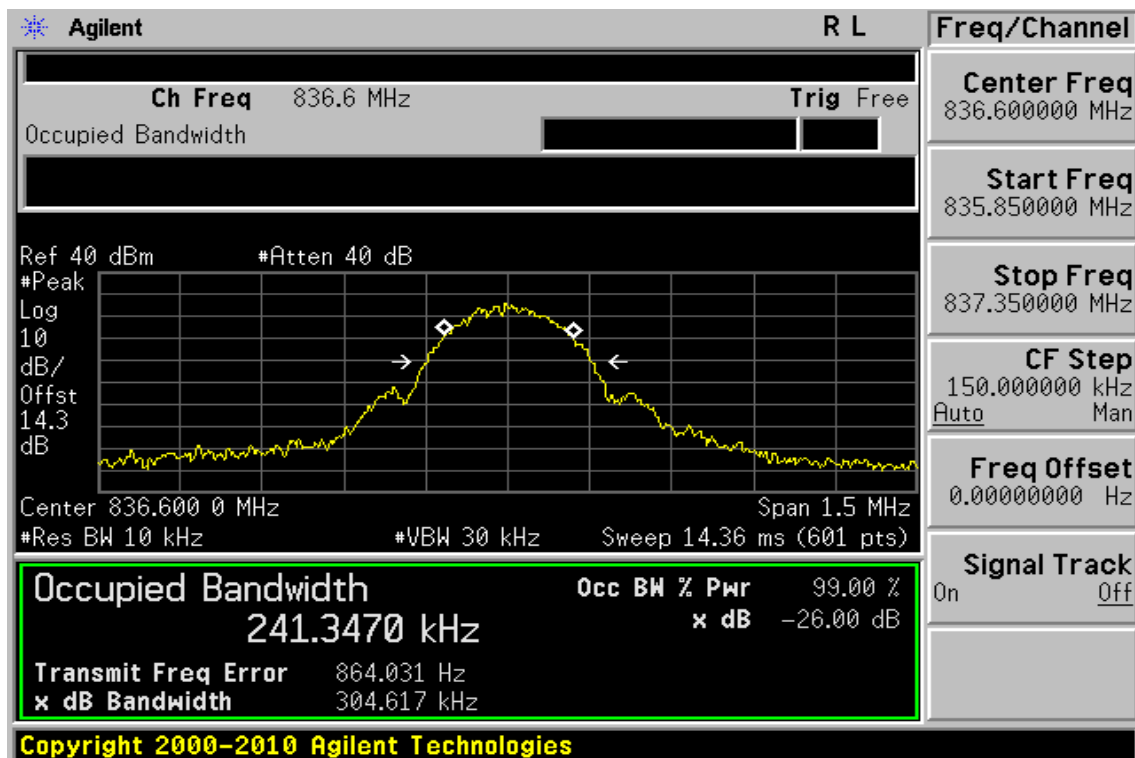 Agilent R L
Ch Freq 836.6 MHz Trig Free
Occupied Bandwidth
Ref 40 dBm #Atten 40 dB
#Peak
Log
10
dB/
Offst
14.3
dB
Center 836.600 0 MHz Span 1.5 MHz
#Res BW 10 kHz #VBW 30 kHz Sweep 14.36 ms (601 pts)
Occupied Bandwidth
241.3470 kHz
Occ BW % Pwr 99.00 %
x dB -26.00 dB
Transmit Freq Error 864.031 Hz
x dB Bandwidth 304.617 kHz
Copyright 2000-2010 Agilent Technologies
Freq/Channel
Center Freq
836.600000 MHz
Start Freq
835.850000 MHz
Stop Freq
837.350000 MHz
CF Step
150.000000 kHz
Auto Man
Freq Offset
0.00000000 Hz
Signal Track
On Off